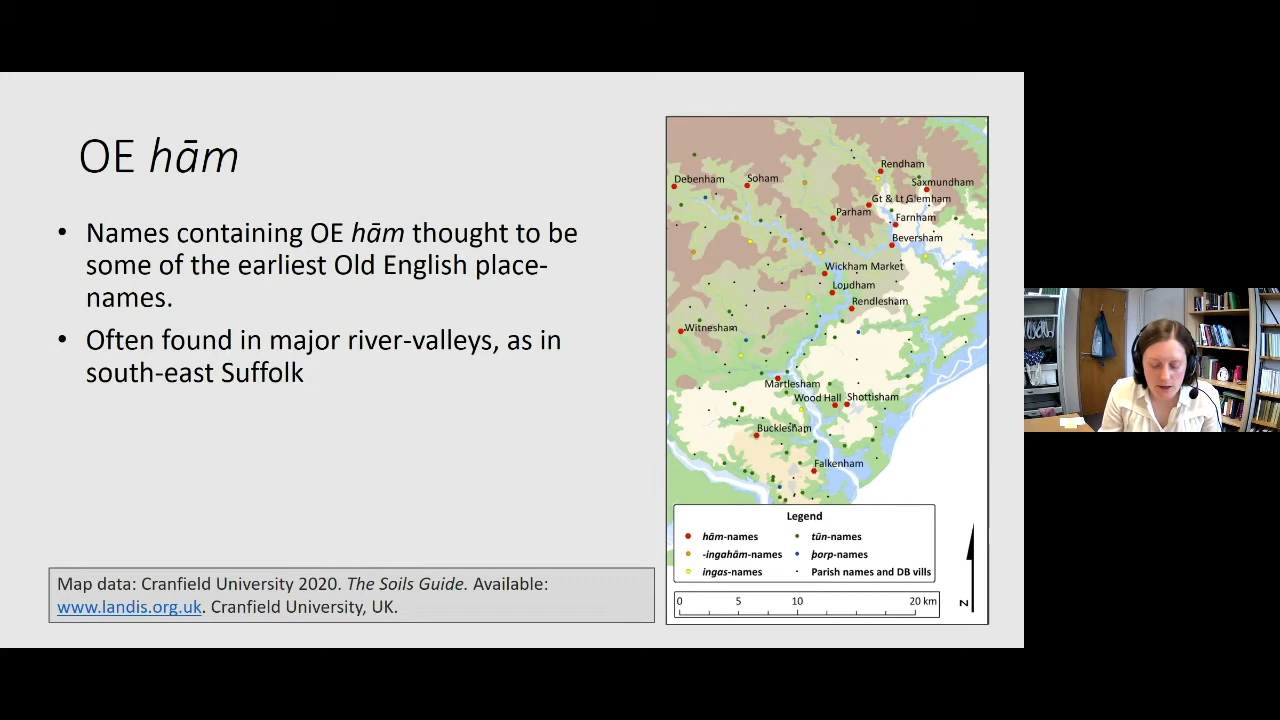 OE hām
• Names containing OE hām thought to be
some of the earliest Old English place-
names.
• Often found in major river-valleys, as in
south-east Suffolk
Map data: Cranfield University 2020. The Soils Guide. Available:
www.landis.org.uk. Cranfield University, UK.
Rendham
Debenham
Soham
Saxmundham
Gt & Lt Glemham
Parham
Farnham
Beversham
Wickham Market
Loudham
Rendlesham
Witnesham
Martlesham
Wood Hall
Shottisham
Bucklesham
Falkenham
Legend
hām-names
tūn-names
-ingahām-names
þorp-names
ingas-names
Parish names and DB vills
0 5 10 20 km
N